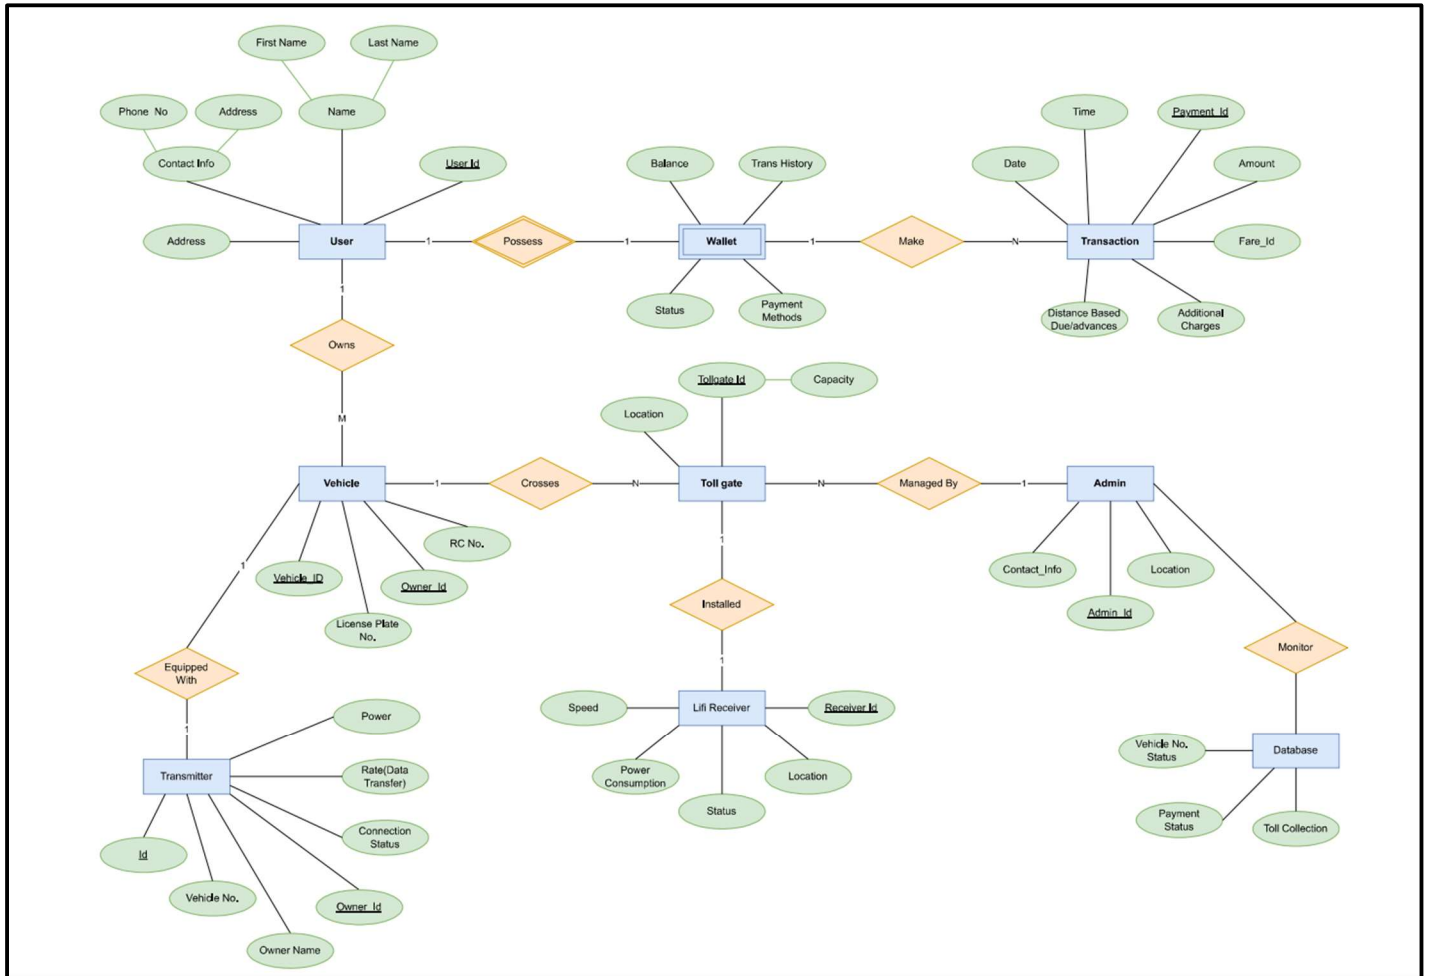 First Name
Last Name
Phone No
Address
Name
Time
Payment_Id
Contact Info
User Id
Balance
Trans History
Date
Amount
Address
User
1
Possess
1
Wallet
1
Make
N
Transaction
Fare_Id
1
Status
Payment
Methods
Distance Based
Due/advances
Additional
Charges
Owns
Tollgate Id
Capacity
Location
M
Vehicle
1
Crosses
N
Toll gate
N
Managed By
1
Admin
RC No.
1
1
Vehicle_ID
Owner_Id
Contact_Info
Location
License Plate
No.
Installed
Admin_Id
Equipped
With
1
Monitor
Power
Speed
Lifi Receiver
Receiver Id
1
Vehicle No.
Status
Database
Transmitter
Rate(Data
Transfer)
Power
Consumption
Location
Status
Payment
Status
Toll Collection
Connection
Status
Id
Vehicle No.
Owner_Id
Owner Name